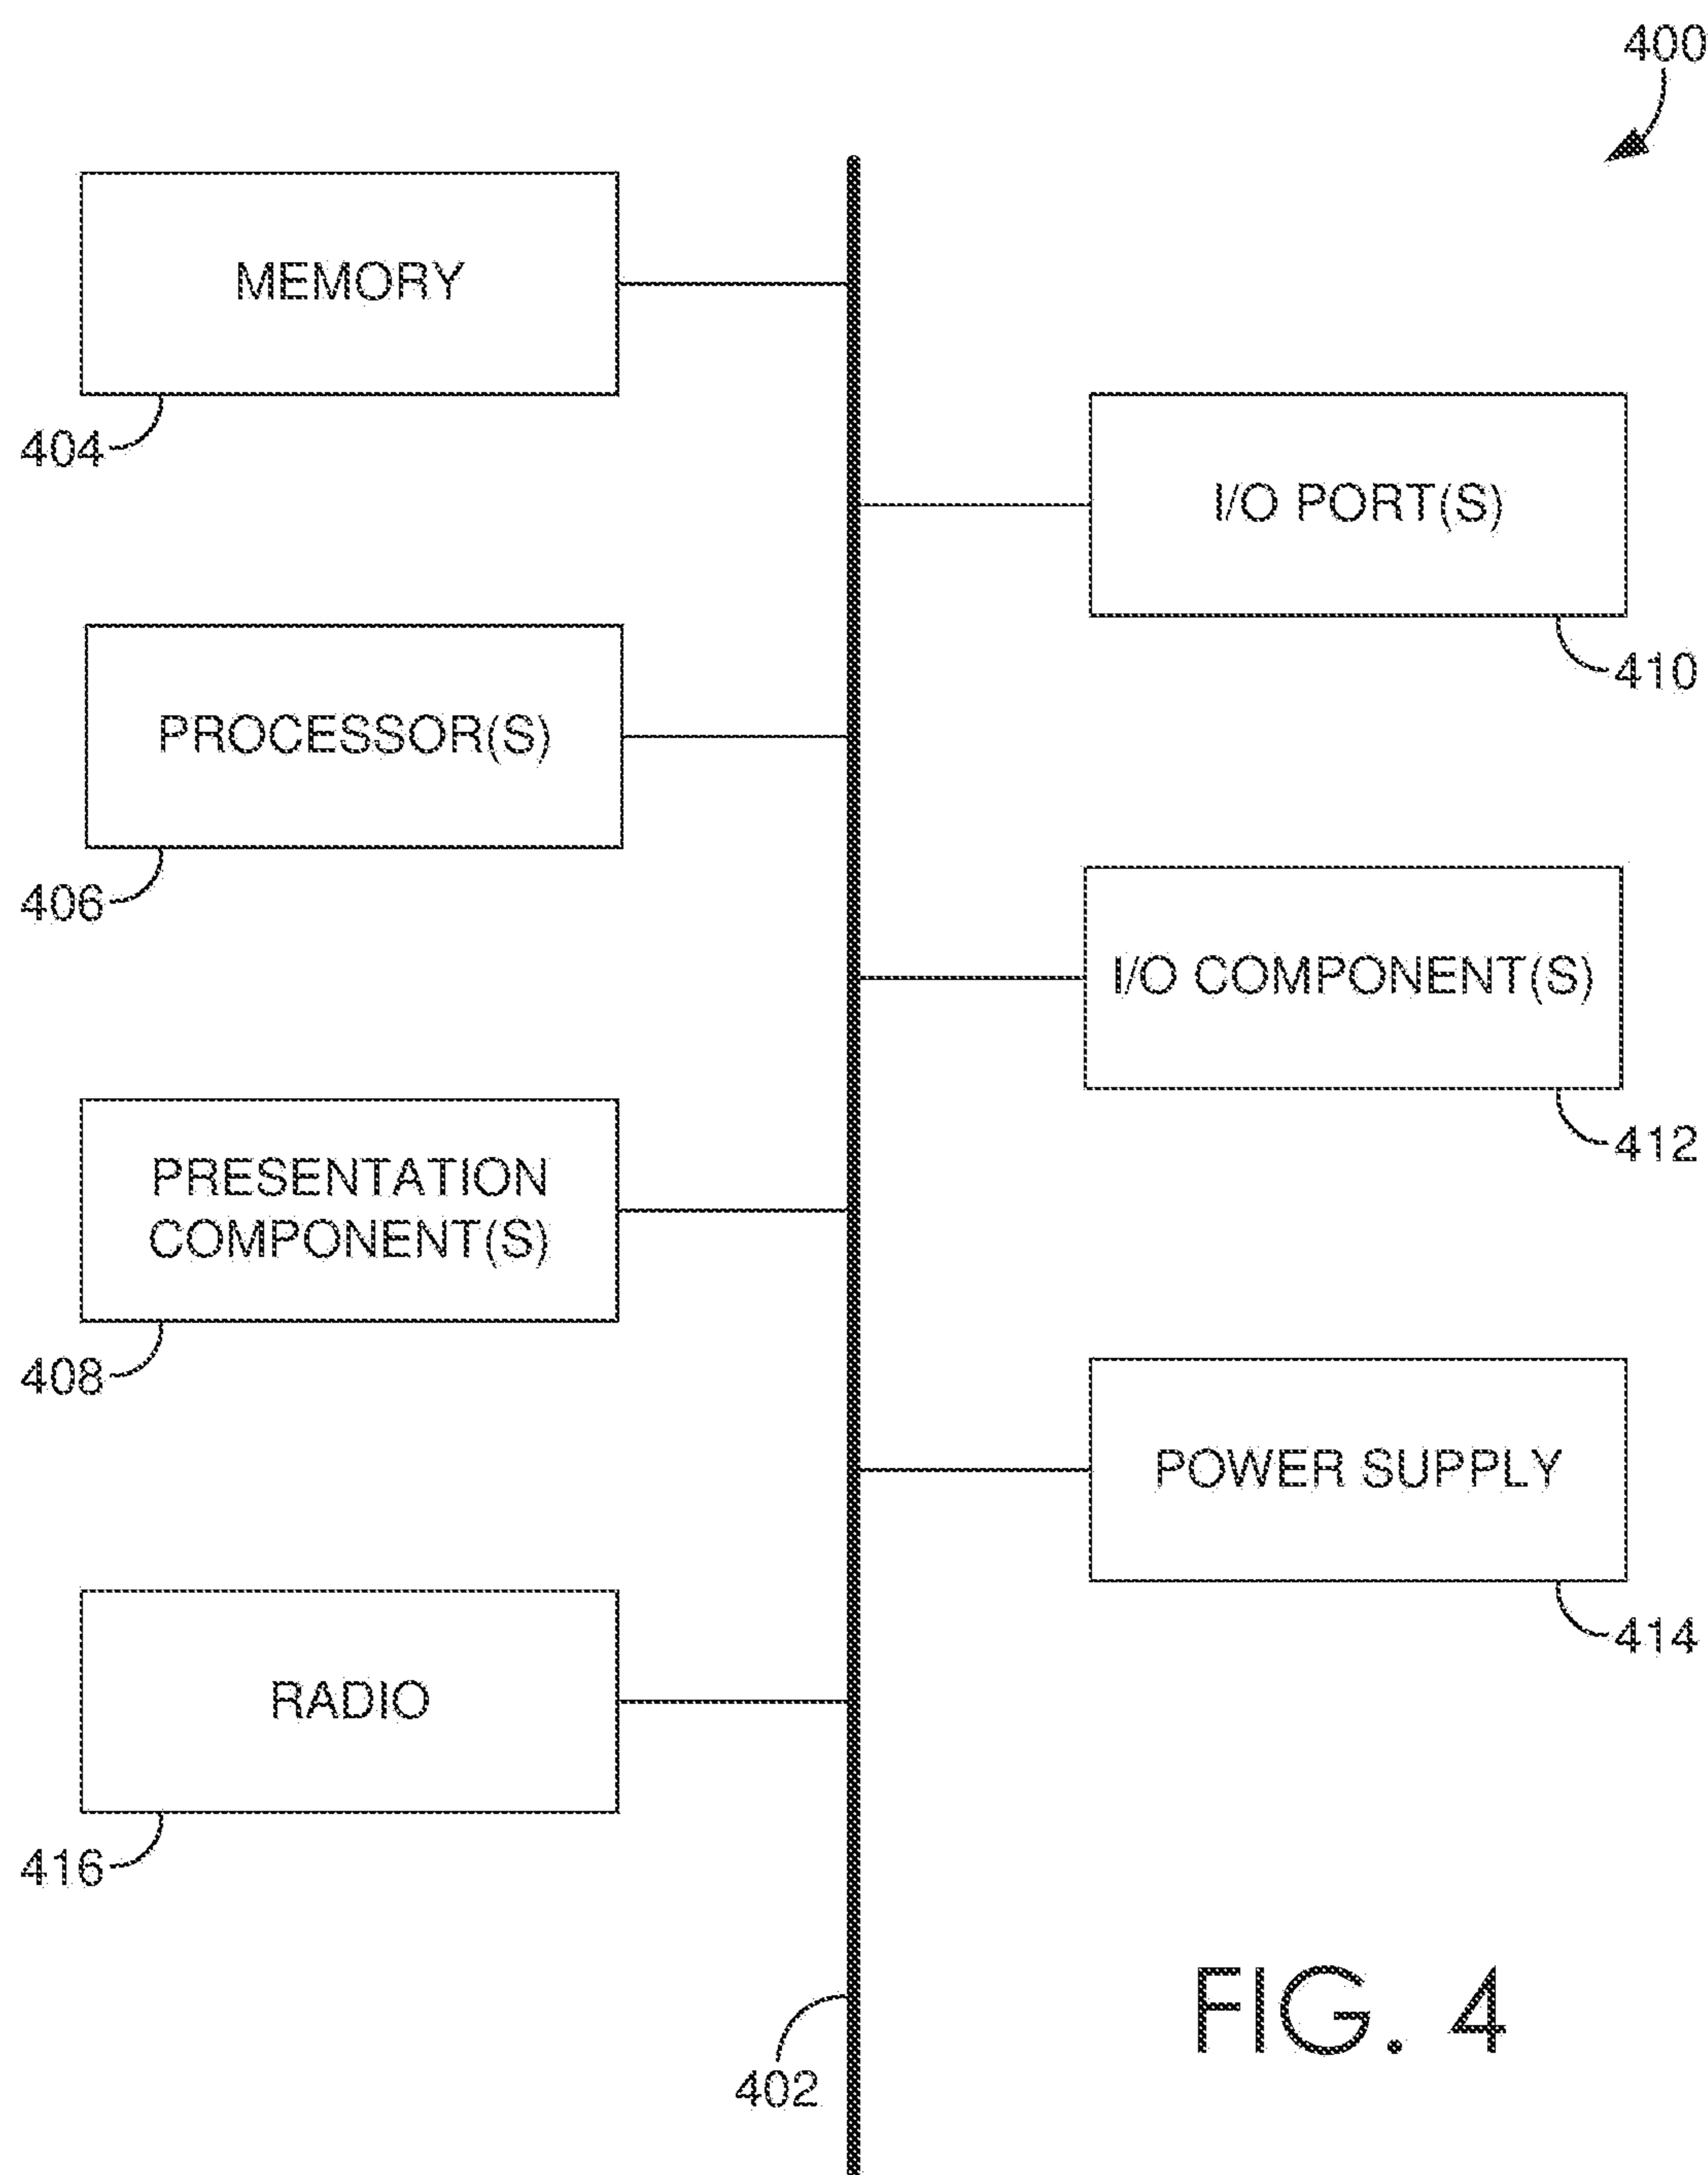 400
MEMORY
404
I/O PORT(S)
410
PROCESSOR(S)
406
I/O COMPONENT(S)
412
PRESENTATION
COMPONENT(S)
408
POWER SUPPLY
414
RADIO
416
402
FIG. 4